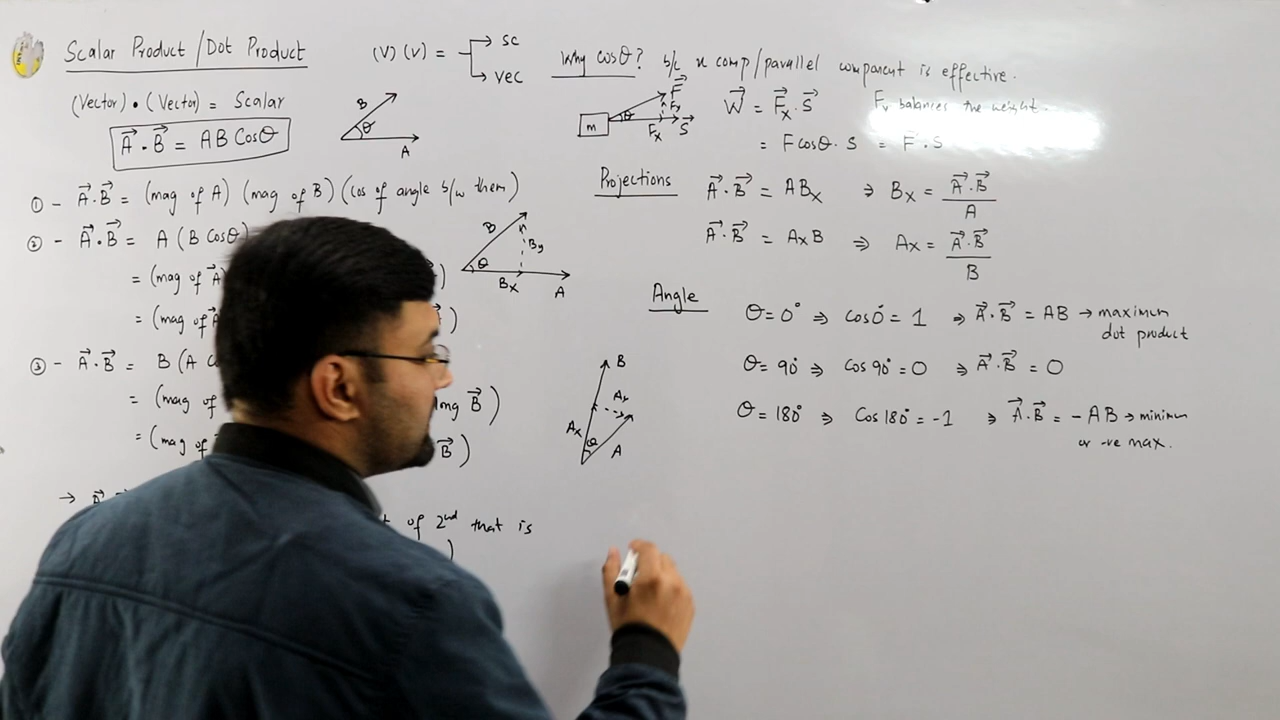 Scalar Product / Dot Product
(V) (V) = → sc
→ vec
(Vector) • (Vector) = Scalar
A⃗ · B⃗ = AB Cosθ
B
θ
A
① - A⃗·B⃗ = (mag of A) (mag of B) (cos of angle b/w them)
② - A⃗·B⃗ = A (B Cosθ)
= (mag of A⃗)
= (mag of A⃗
B
θ
By
Bx
A
③ - A⃗·B⃗ = B (A
= (mag of along B⃗)
= (mag of B⃗)
B
Ax
Ax
θ
A
of 2nd that is
Why cosθ? b/c x comp/parallel component is effective.
m
θ
F⃗
Fy
Fx
S⃗
W⃗ = F⃗x · S⃗
Fy balances the weight.
= Fcosθ · S = F · S
Projections
A⃗·B⃗ = ABx ⇒ Bx = A⃗·B⃗ / A
A⃗·B⃗ = AxB ⇒ Ax = A⃗·B⃗ / B
Angle
θ = 0° ⇒ cos0° = 1 ⇒ A⃗·B⃗ = AB → maximum
dot product
θ = 90° ⇒ Cos 90° = 0 ⇒ A⃗·B⃗ = 0
θ = 180° ⇒ Cos 180° = -1 ⇒ A⃗·B⃗ = - AB → minimum
or -ve max.